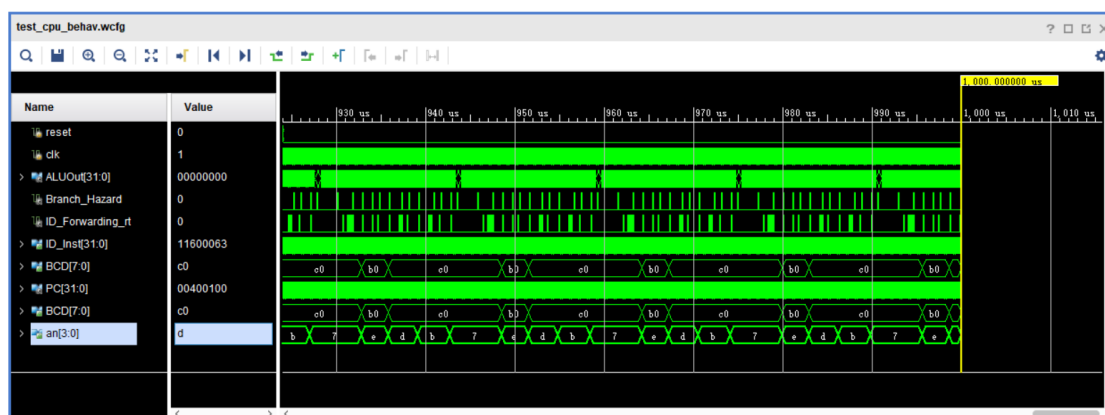 test_cpu_behav.wcfg
1,000.000000 us
Name Value
930 us 940 us 950 us 960 us 970 us 980 us 990 us 1,000 us 1,010 us
reset 0
clk 1
ALUOut[31:0] 00000000
Branch_Hazard 0
ID_Forwarding_rt 0
ID_Inst[31:0] 11600063
BCD[7:0] c0 c0 b0 c0 b0 c0 b0 c0 b0 c0 b0
PC[31:0] 00400100
BCD[7:0] c0 c0 b0 c0 b0 c0 b0 c0 b0 c0 b0
an[3:0] d b 7 e d b 7 e d b 7 e d b 7 e d b 7 e